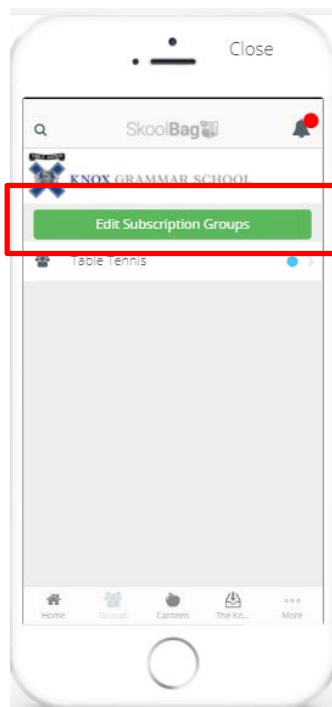 Close
SkoolBag
KNOX GRAMMAR SCHOOL
Edit Subscription Groups
Table Tennis
Home Groups Canteen The Kn... More